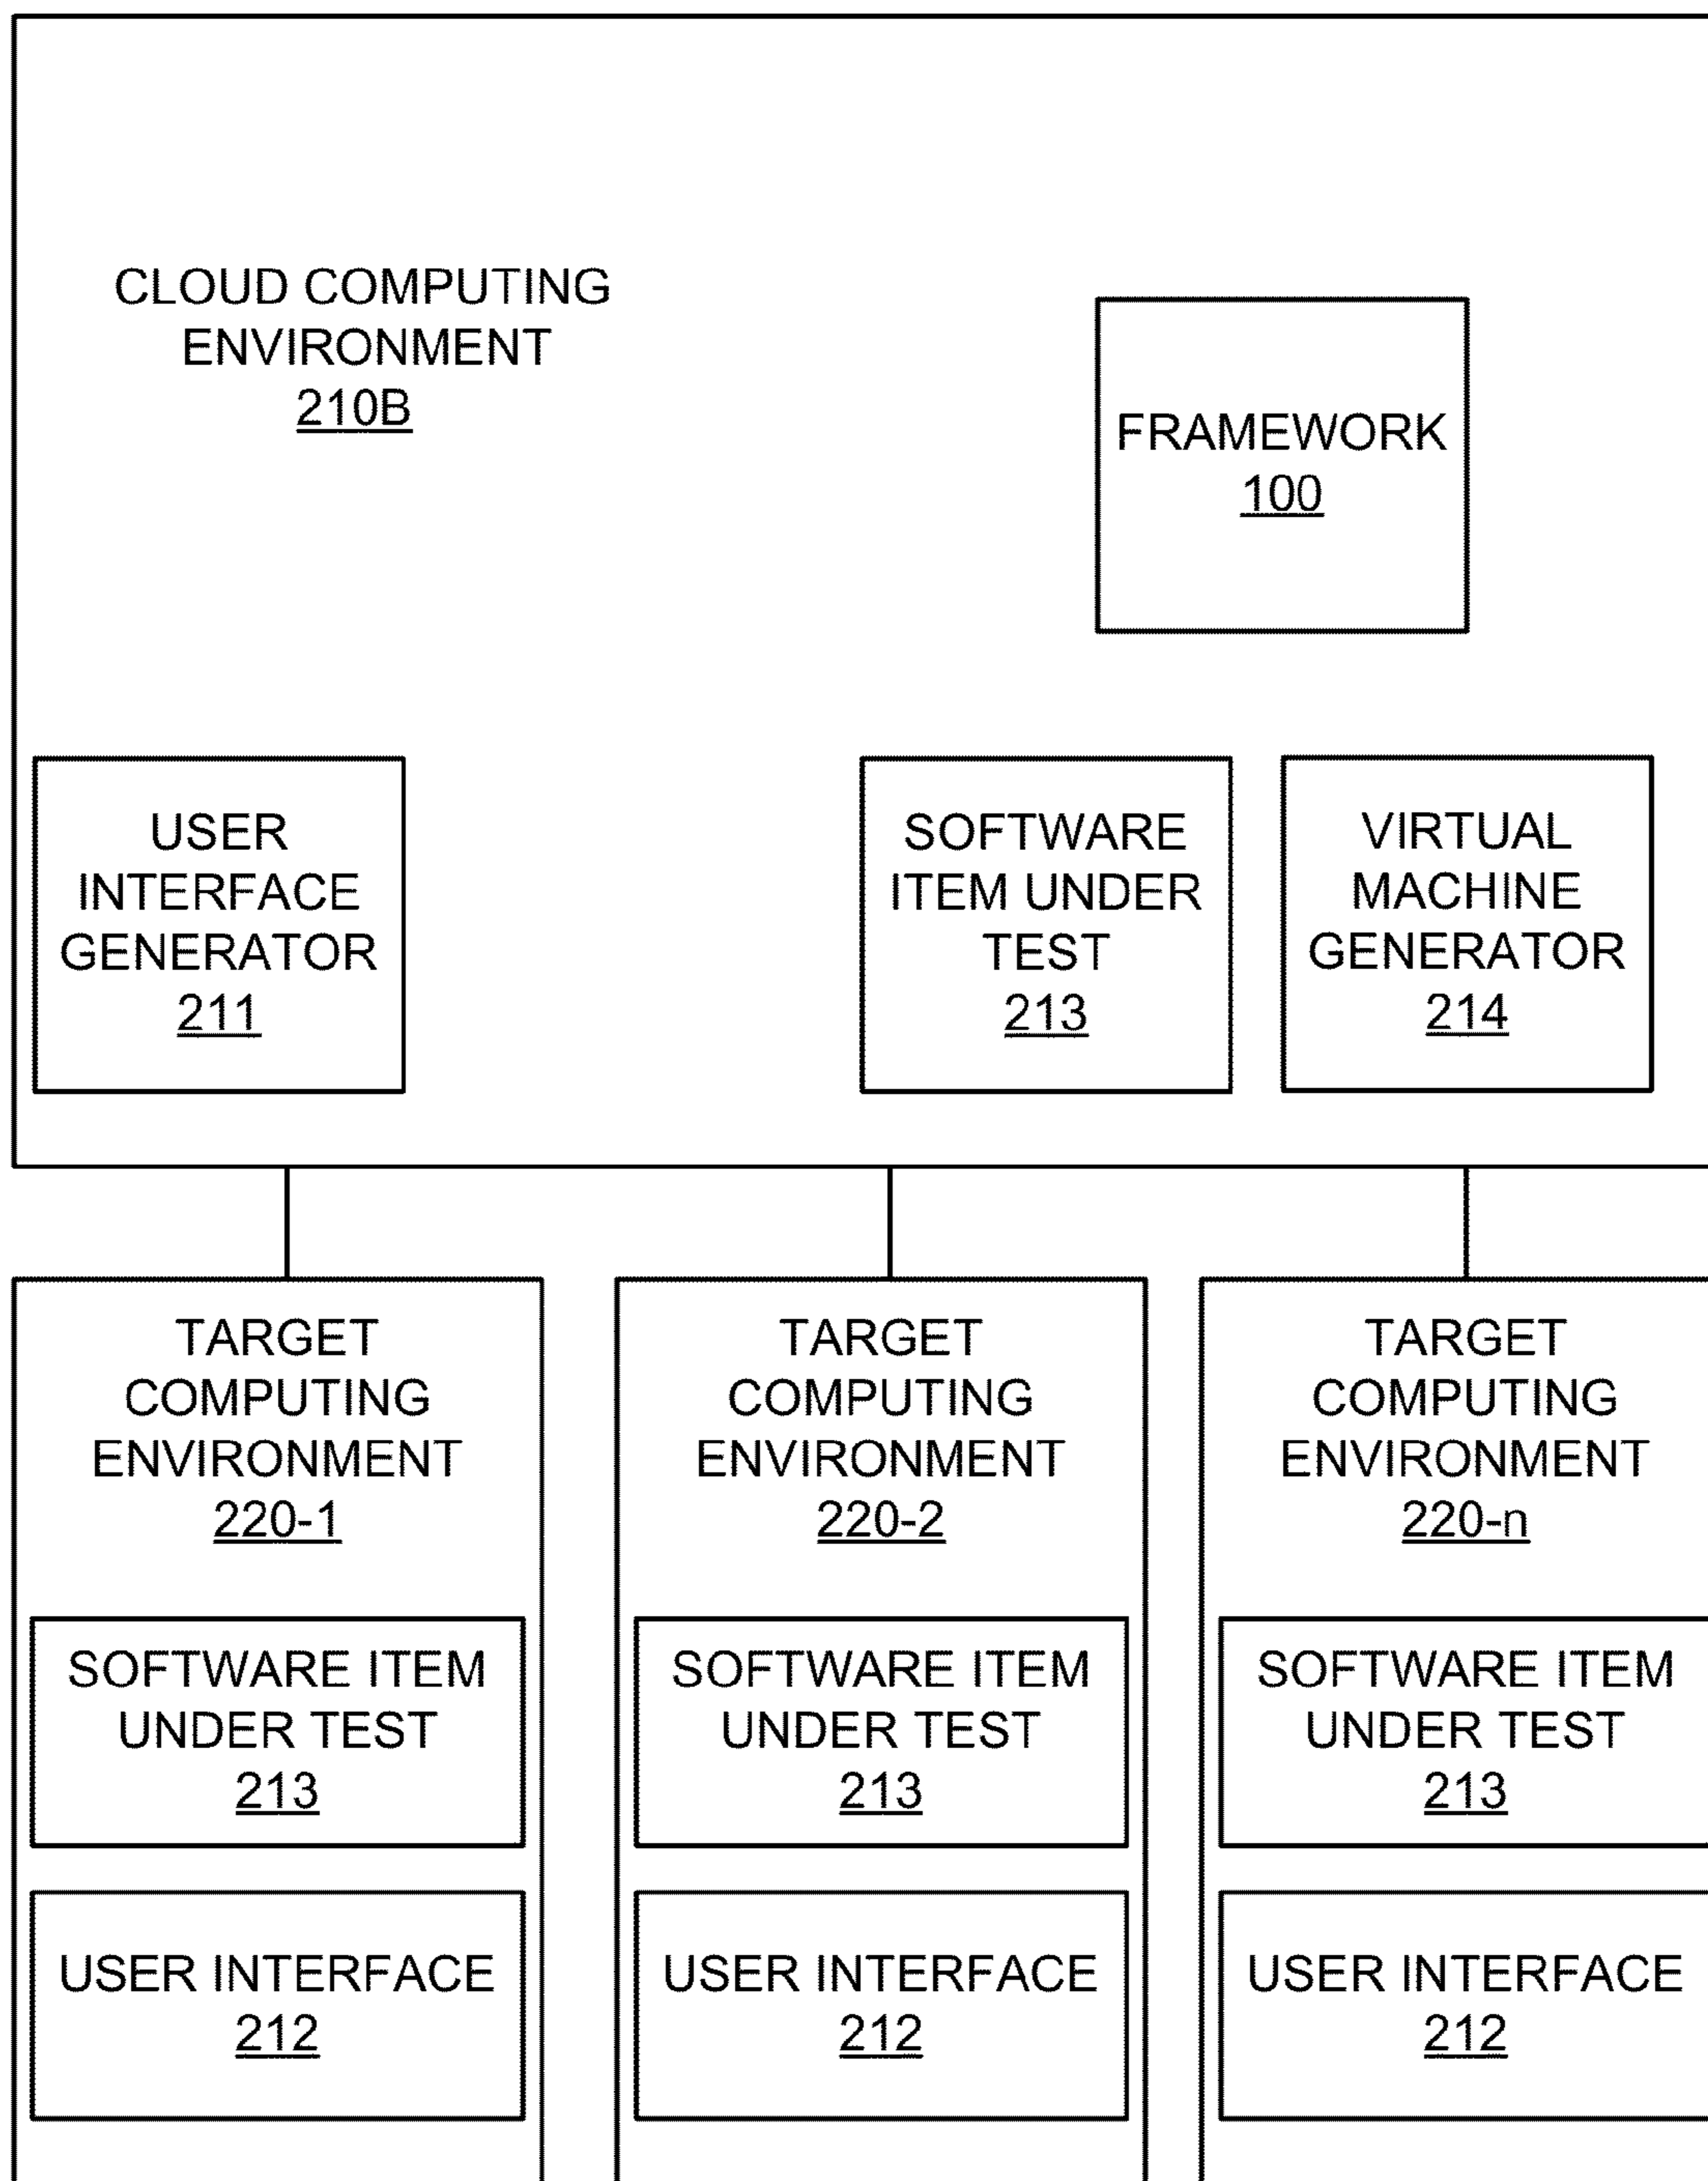 CLOUD COMPUTING
ENVIRONMENT
210B
FRAMEWORK
100
USER
INTERFACE
GENERATOR
211
SOFTWARE
ITEM UNDER
TEST
213
VIRTUAL
MACHINE
GENERATOR
214
TARGET
COMPUTING
ENVIRONMENT
220-1
SOFTWARE ITEM
UNDER TEST
213
USER INTERFACE
212
TARGET
COMPUTING
ENVIRONMENT
220-2
SOFTWARE ITEM
UNDER TEST
213
USER INTERFACE
212
TARGET
COMPUTING
ENVIRONMENT
220-n
SOFTWARE ITEM
UNDER TEST
213
USER INTERFACE
212